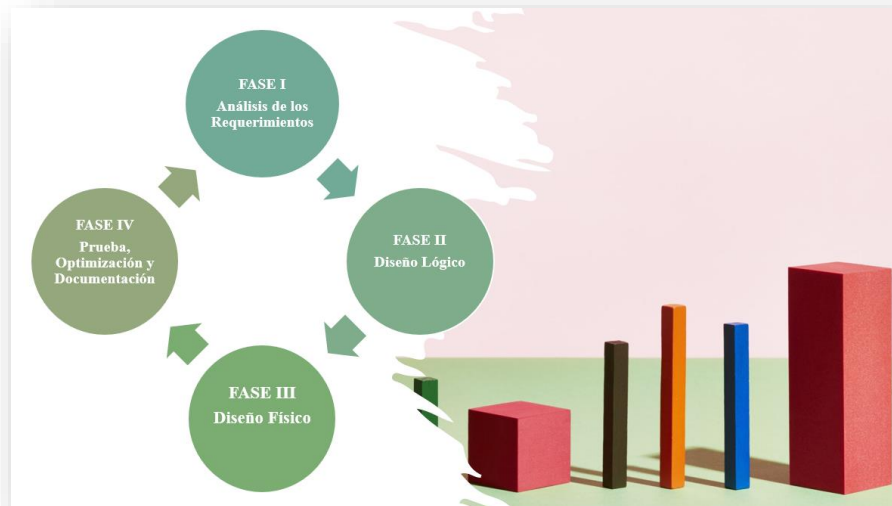 FASE I
Análisis de los
Requerimientos
FASE II
Diseño Lógico
FASE III
Diseño Físico
FASE IV
Prueba,
Optimización y
Documentación